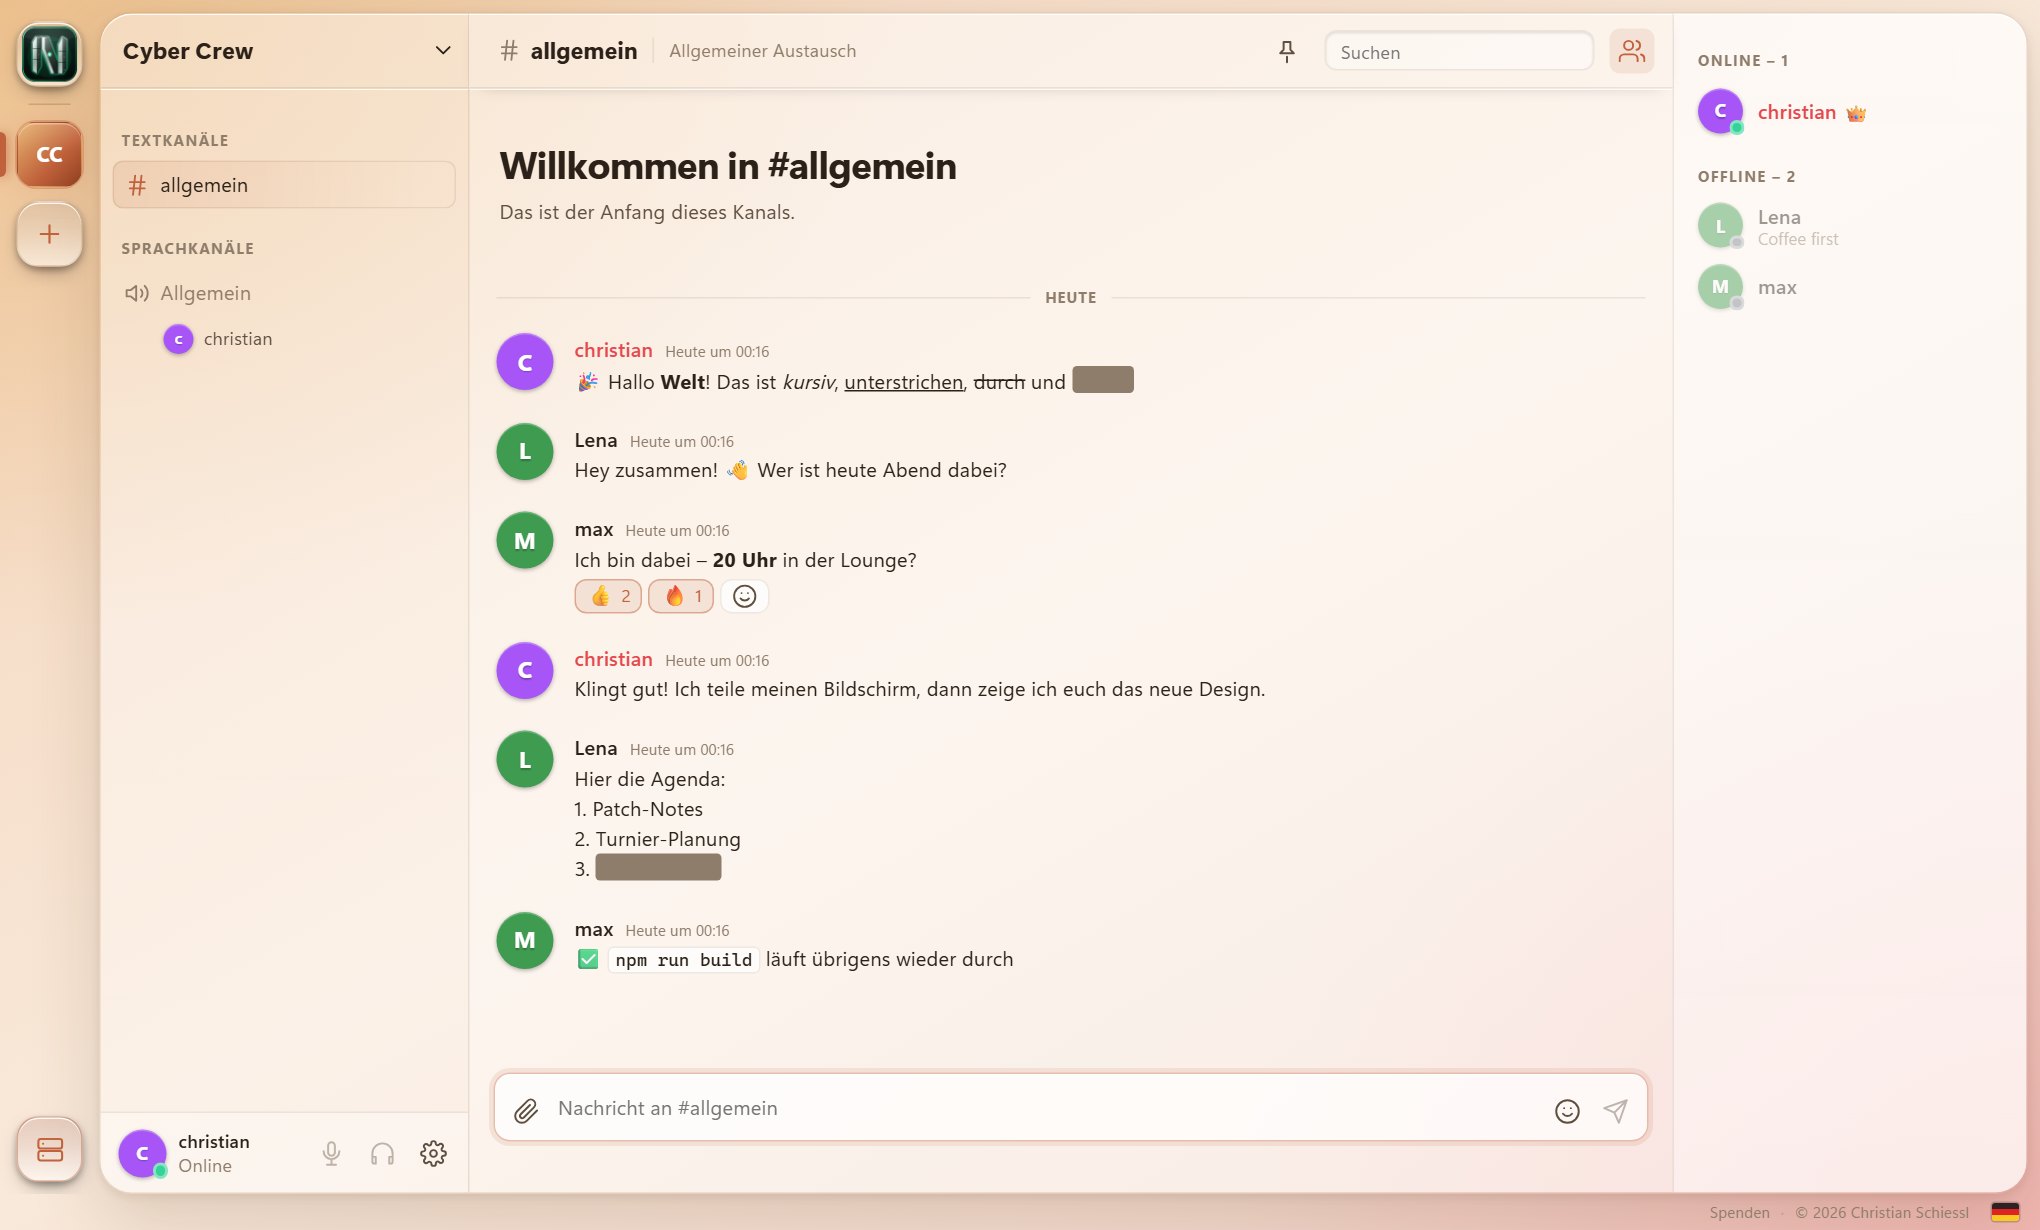 Cyber Crew
# allgemein
Allgemeiner Austausch
Suchen
CC
TEXTKANÄLE
# allgemein
SPRACHKANÄLE
Allgemein
C christian
Willkommen in #allgemein
Das ist der Anfang dieses Kanals.
HEUTE
C
christian Heute um 00:16
🎉 Hallo Welt! Das ist kursiv, unterstrichen, durch und
L
Lena Heute um 00:16
Hey zusammen! 👋 Wer ist heute Abend dabei?
M
max Heute um 00:16
Ich bin dabei – 20 Uhr in der Lounge?
👍 2 🔥 1
C
christian Heute um 00:16
Klingt gut! Ich teile meinen Bildschirm, dann zeige ich euch das neue Design.
L
Lena Heute um 00:16
Hier die Agenda:
1. Patch-Notes
2. Turnier-Planung
3.
M
max Heute um 00:16
✅ npm run build läuft übrigens wieder durch
Nachricht an #allgemein
C
christian
Online
ONLINE – 1
C christian
OFFLINE – 2
L
Lena
Coffee first
M max
Spenden · © 2026 Christian Schiessl